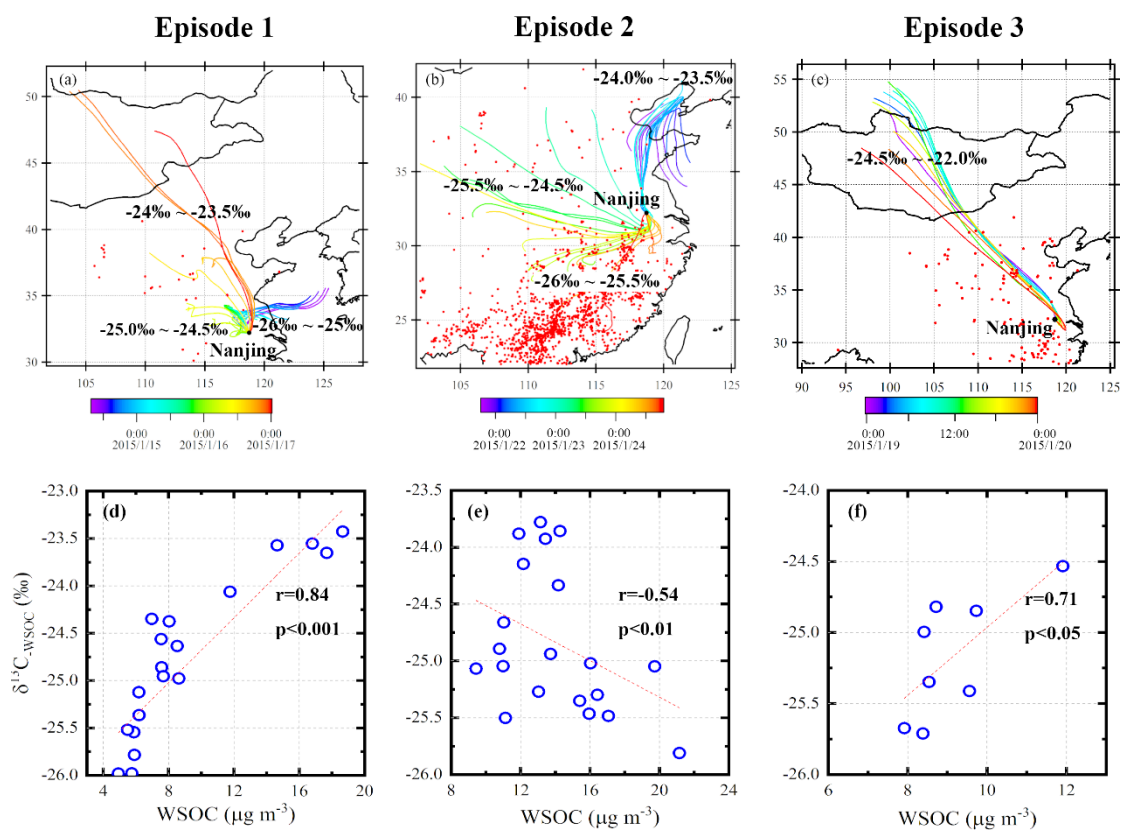 Episode 1
Episode 2
Episode 3
(a)
50
45
40
35
30
105
110
115
120
125
-24‰ ~ -23.5‰
-25.0‰ ~ -24.5‰
-26‰ ~ -25‰
Nanjing
0:00
2015/1/15
0:00
2015/1/16
0:00
2015/1/17
(b)
40
35
30
25
105
110
115
120
125
-24.0‰ ~ -23.5‰
-25.5‰ ~ -24.5‰
Nanjing
-26‰ ~ -25.5‰
0:00
2015/1/22
0:00
2015/1/23
0:00
2015/1/24
(c)
55
50
45
40
35
30
90
95
100
105
110
115
120
125
-24.5‰ ~ -22.0‰
Nanjing
0:00
2015/1/19
12:00
0:00
2015/1/20
(d)
δ13C-WSOC (‰)
-23.0
-23.5
-24.0
-24.5
-25.0
-25.5
-26.0
r=0.84
p<0.001
4 6 8 10 12 14 16 18 20
WSOC (μg m-3)
(e)
-23.5
-24.0
-24.5
-25.0
-25.5
-26.0
r=-0.54
p<0.01
8 12 16 20 24
WSOC (μg m-3)
(f)
-24.0
-24.5
-25.0
-25.5
-26.0
r=0.71
p<0.05
8 10 12
WSOC (μg m-3)